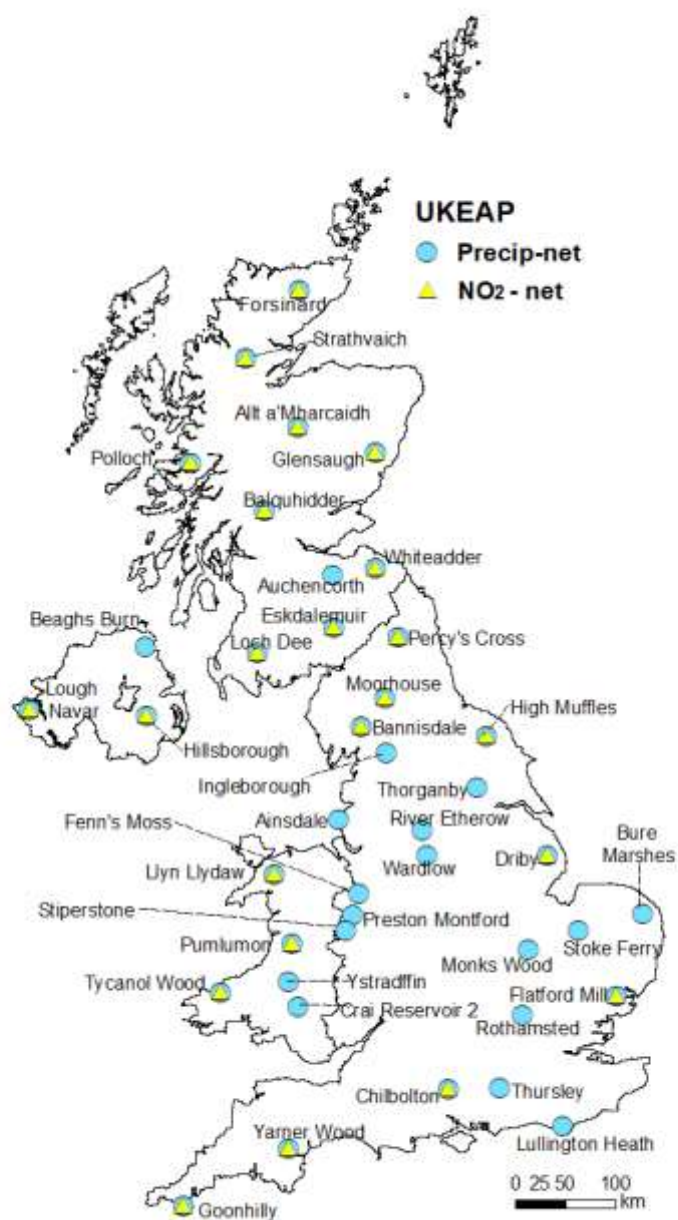 UKEAP
Precip-net
NO2 - net
Forsinard
Strathvaich
Allt a'Mharcaidh
Polloch
Glensaugh
Balquhidder
Whiteadder
Auchencorth
Eskdalemuir
Beaghs Burn
Loch Dee
Percy's Cross
Moorhouse
Lough
Navar
High Muffles
Bannisdale
Hillsborough
Ingleborough
Thorganby
Fenn's Moss
Ainsdale
River Etherow
Bure
Marshes
Wardlow
Driby
Llyn Llydaw
Stiperstone
Preston Montford
Pumlumon
Stoke Ferry
Monks Wood
Tycanol Wood
Ystradffin
Flatford Mill
Crai Reservoir 2
Rothamsted
Chilbolton
Thursley
Yarner Wood
Lullington Heath
0 25 50 100
km
Goonhilly